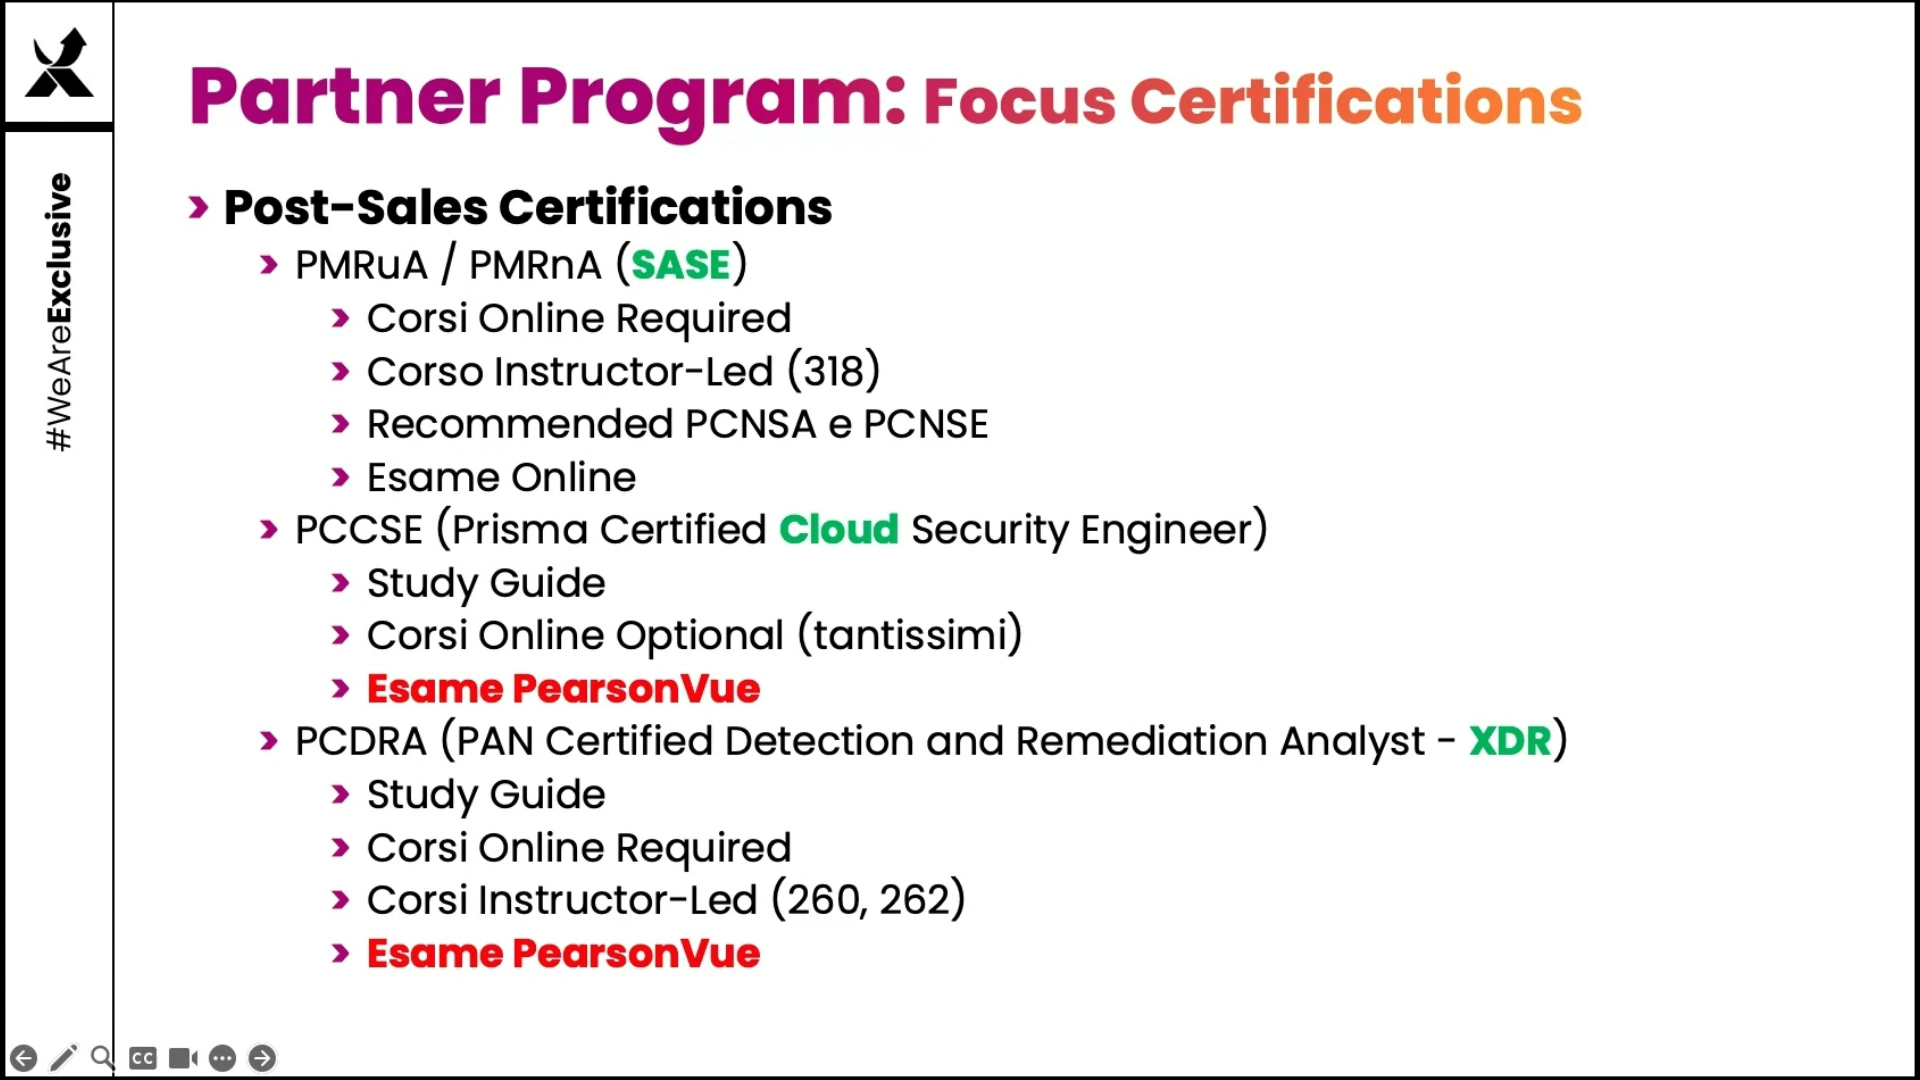 Partner Program: Focus Certifications
#WeAreExclusive
Post-Sales Certifications
PMRuA / PMRnA (SASE)
Corsi Online Required
Corso Instructor-Led (318)
Recommended PCNSA e PCNSE
Esame Online
PCCSE (Prisma Certified Cloud Security Engineer)
Study Guide
Corsi Online Optional (tantissimi)
Esame PearsonVue
PCDRA (PAN Certified Detection and Remediation Analyst - XDR)
Study Guide
Corsi Online Required
Corsi Instructor-Led (260, 262)
Esame PearsonVue
CC